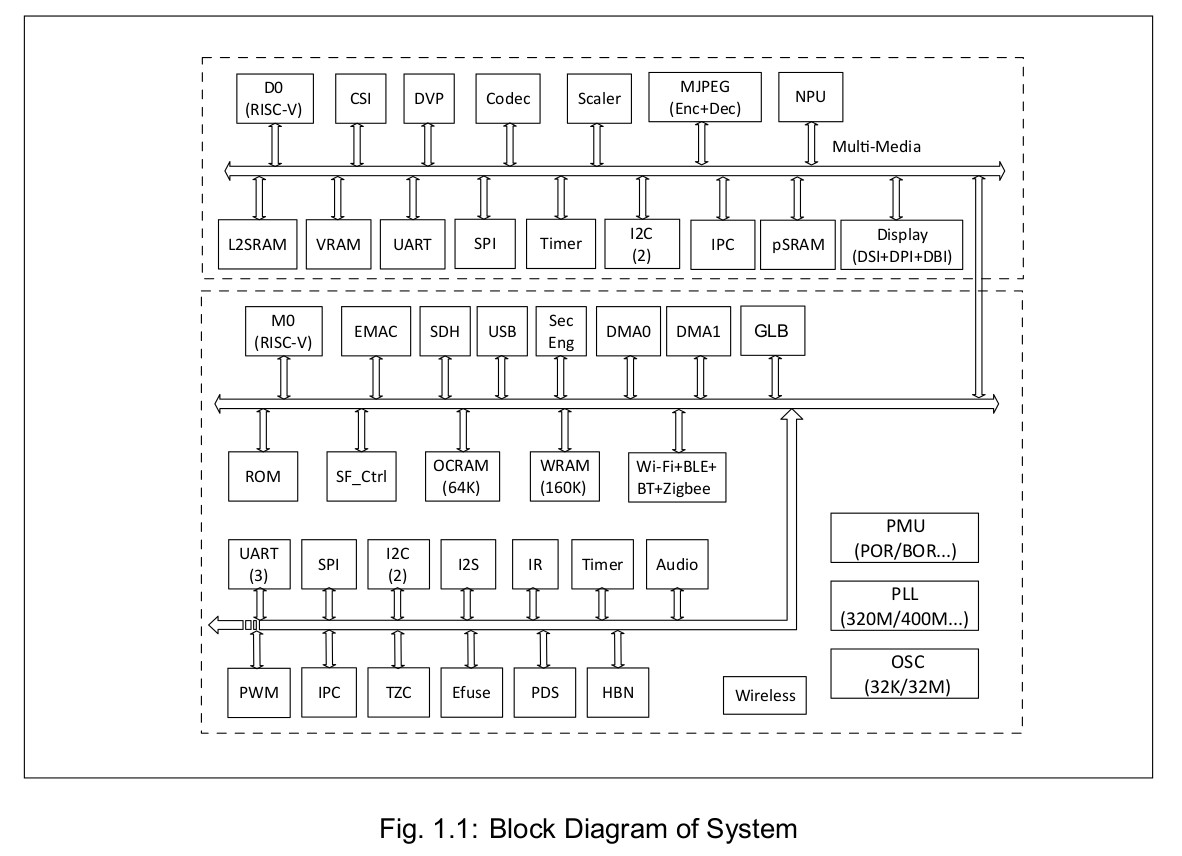 D0
(RISC-V)
CSI
DVP
Codec
Scaler
MJPEG
(Enc+Dec)
NPU
Multi-Media
L2SRAM
VRAM
UART
SPI
Timer
I2C
(2)
IPC
pSRAM
Display
(DSI+DPI+DBI)
M0
(RISC-V)
EMAC
SDH
USB
Sec
Eng
DMA0
DMA1
GLB
ROM
SF_Ctrl
OCRAM
(64K)
WRAM
(160K)
Wi-Fi+BLE+
BT+Zigbee
UART
(3)
SPI
I2C
(2)
I2S
IR
Timer
Audio
PWM
IPC
TZC
Efuse
PDS
HBN
PMU
(POR/BOR...)
PLL
(320M/400M...)
OSC
(32K/32M)
Wireless
Fig. 1.1: Block Diagram of System